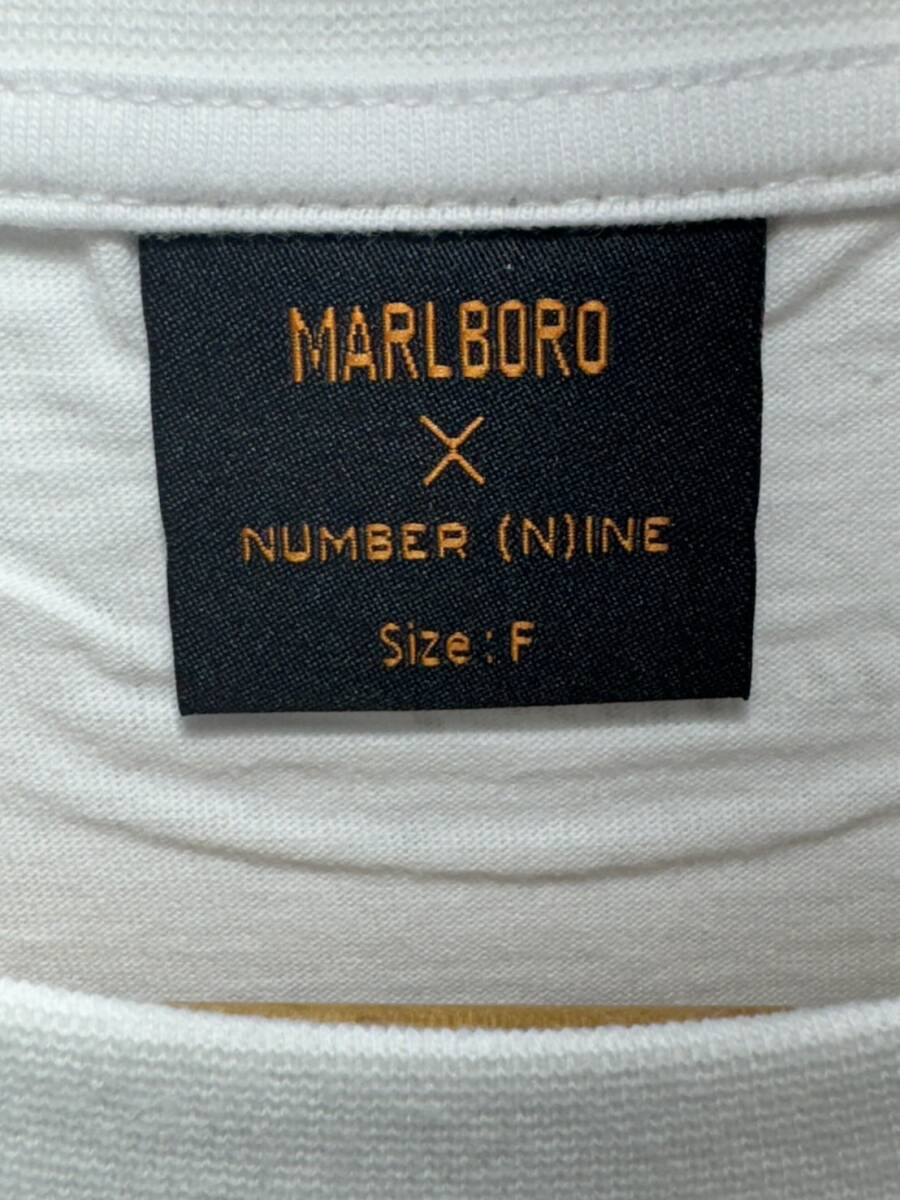 MARLBORO
X
NUMBER (N)INE
Size: F